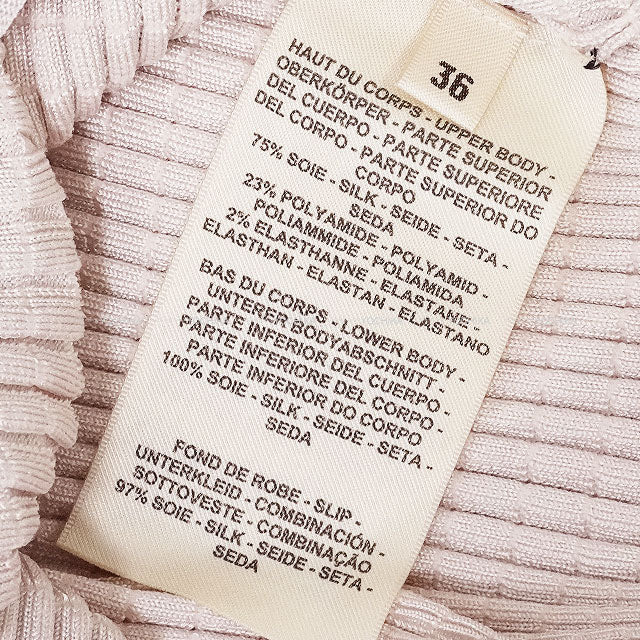 36
HAUT DU CORPS - UPPER BODY -
OBERKÖRPER - PARTE SUPERIOR
DEL CUERPO - PARTE SUPERIORE
DEL CORPO - PARTE SUPERIOR DO
CORPO
75% SOIE - SILK - SEIDE - SETA -
SEDA
23% POLYAMIDE - POLYAMID -
POLIAMMIDE - POLIAMIDA
2% ELASTHANNE - ELASTANE -
ELASTHAN - ELASTAN - ELASTANO
BAS DU CORPS - LOWER BODY -
UNTERER BODYABSCHNITT -
PARTE INFERIOR DEL CUERPO -
PARTE INFERIORE DEL CORPO -
PARTE INFERIOR DO CORPO
100% SOIE - SILK - SEIDE - SETA -
SEDA
FOND DE ROBE - SLIP -
UNTERKLEID - COMBINACIÓN -
SOTTOVESTE - COMBINAÇÃO
97% SOIE - SILK - SEIDE - SETA -
SEDA